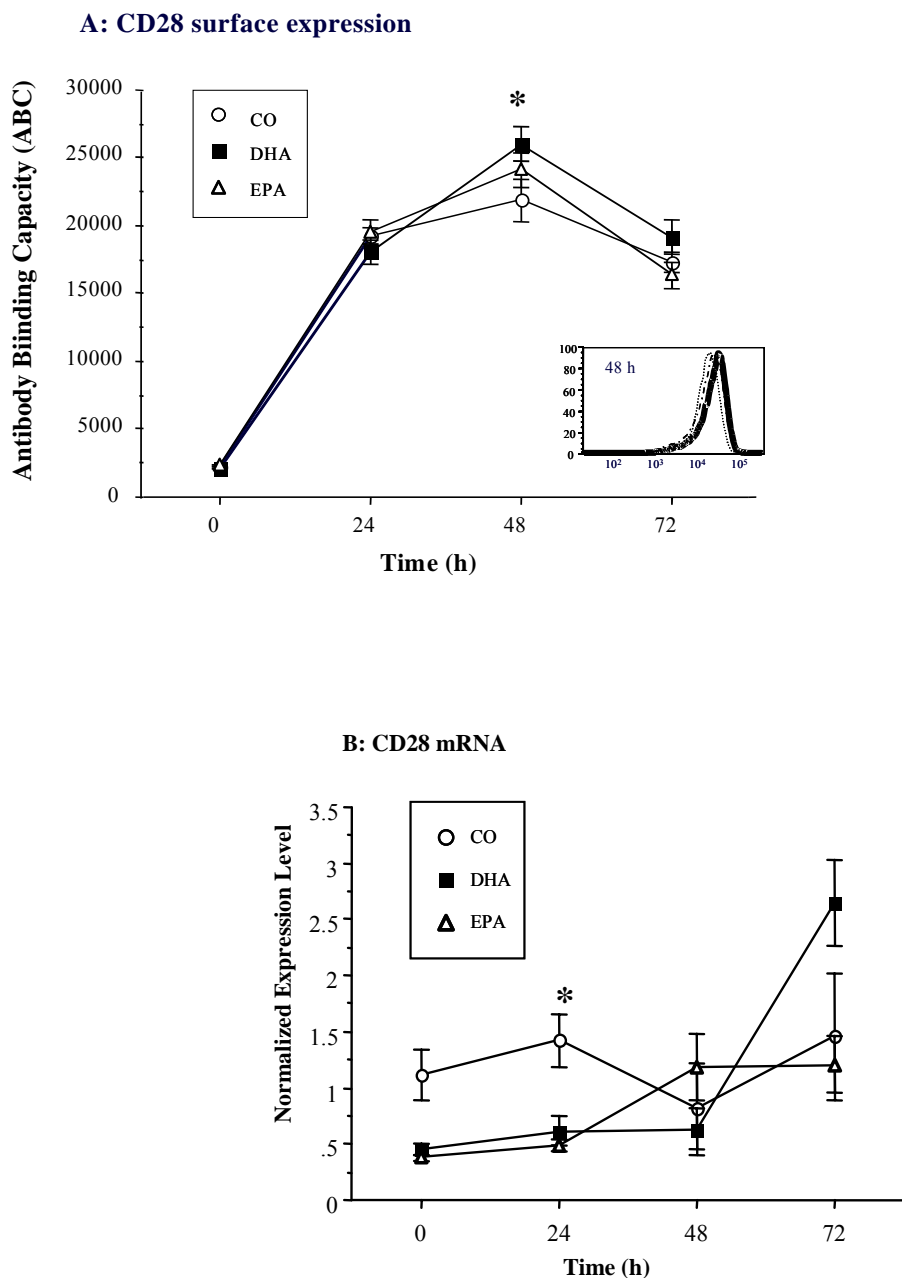 A: CD28 surface expression
Antibody Biinding Capacity (ABC)
30000
25000
20000
15000
10000
5000
0
CO
DHA
EPA
*
100
80
60
40
20
0
48 h
10²
10³
10⁴
10⁵
0
24
48
72
Time (h)
B: CD28 mRNA
Normalized Expression Level
3.5
3
2.5
2
1.5
1
.5
0
CO
DHA
EPA
*
0
24
48
72
Time (h)